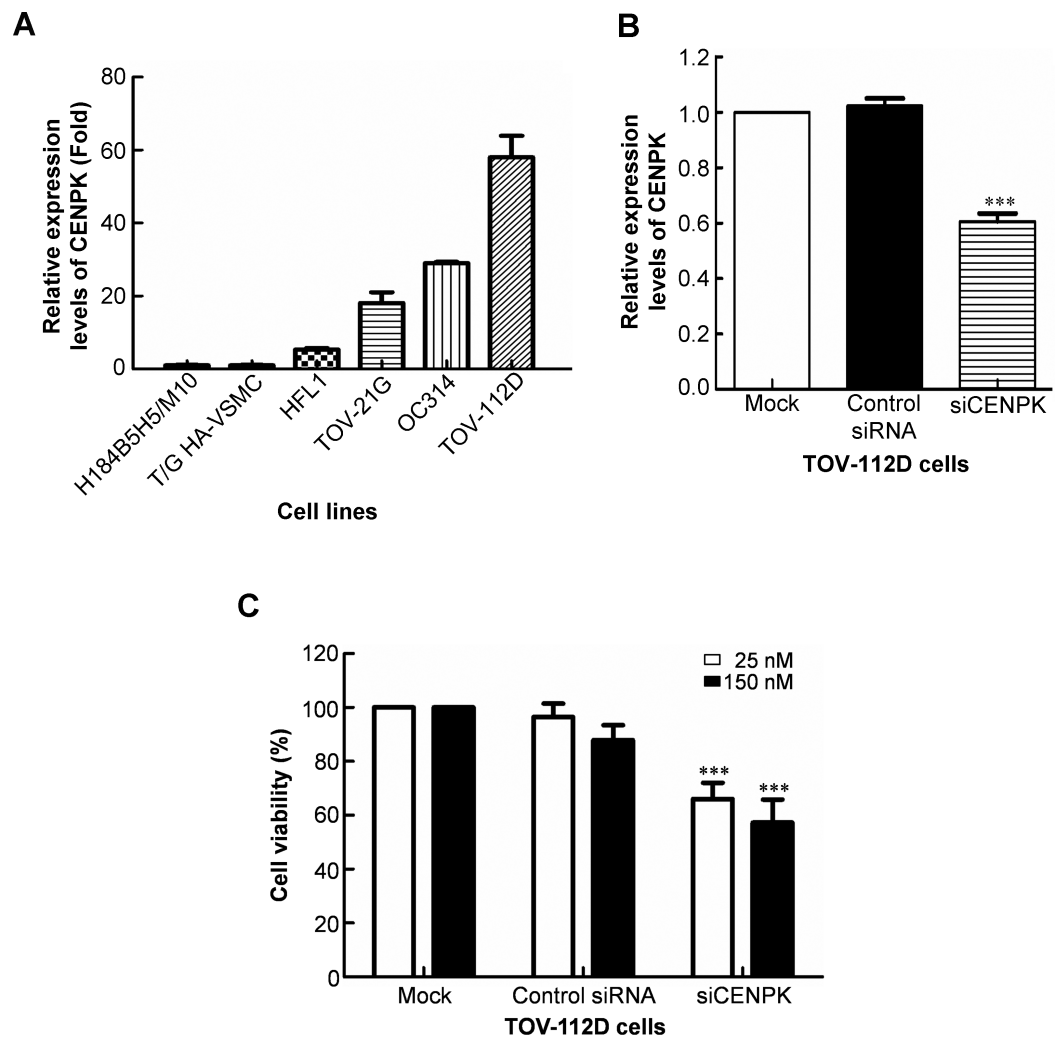 A
Relative expression
levels of CENPK (Fold)
80
60
40
20
0
H184B5H5/M10
T/G HA-VSMC
HFL1
TOV-21G
OC314
TOV-112D
Cell lines
B
Relative expression
levels of CENPK
1.2
1.0
0.8
0.6
0.4
0.2
0.0
***
Mock
Control
siRNA
siCENPK
TOV-112D cells
C
Cell viability (%)
120
100
80
60
40
20
0
25 nM
150 nM
***
***
Mock
Control siRNA
siCENPK
TOV-112D cells